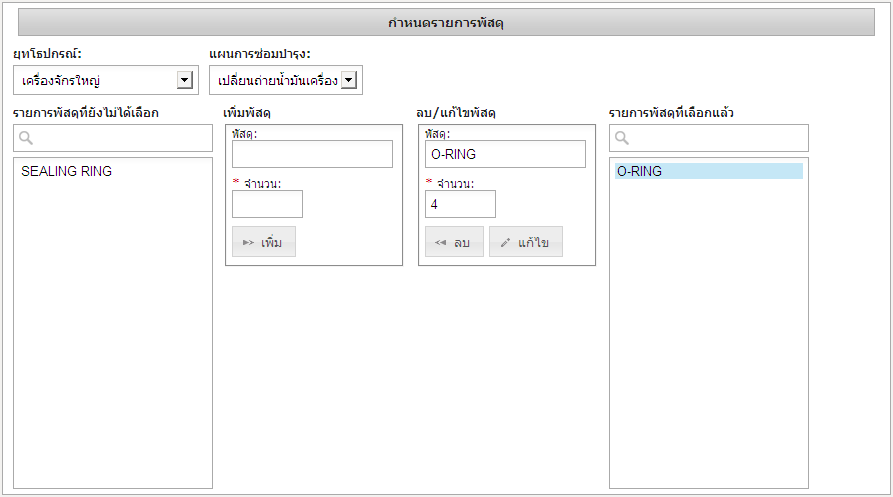 กำหนดรายการพัสดุ
ยุทโธปกรณ์: แผนการซ่อมบำรุง:
เครื่องจักรใหญ่ เปลี่ยนถ่ายน้ำมันเครื่อง
รายการพัสดุที่ยังไม่ได้เลือก เพิ่มพัสดุ ลบ/แก้ไขพัสดุ รายการพัสดุที่เลือกแล้ว
พัสดุ: พัสดุ:
O-RING
SEALING RING O-RING
* จำนวน: * จำนวน:
4
เพิ่ม ลบ แก้ไข